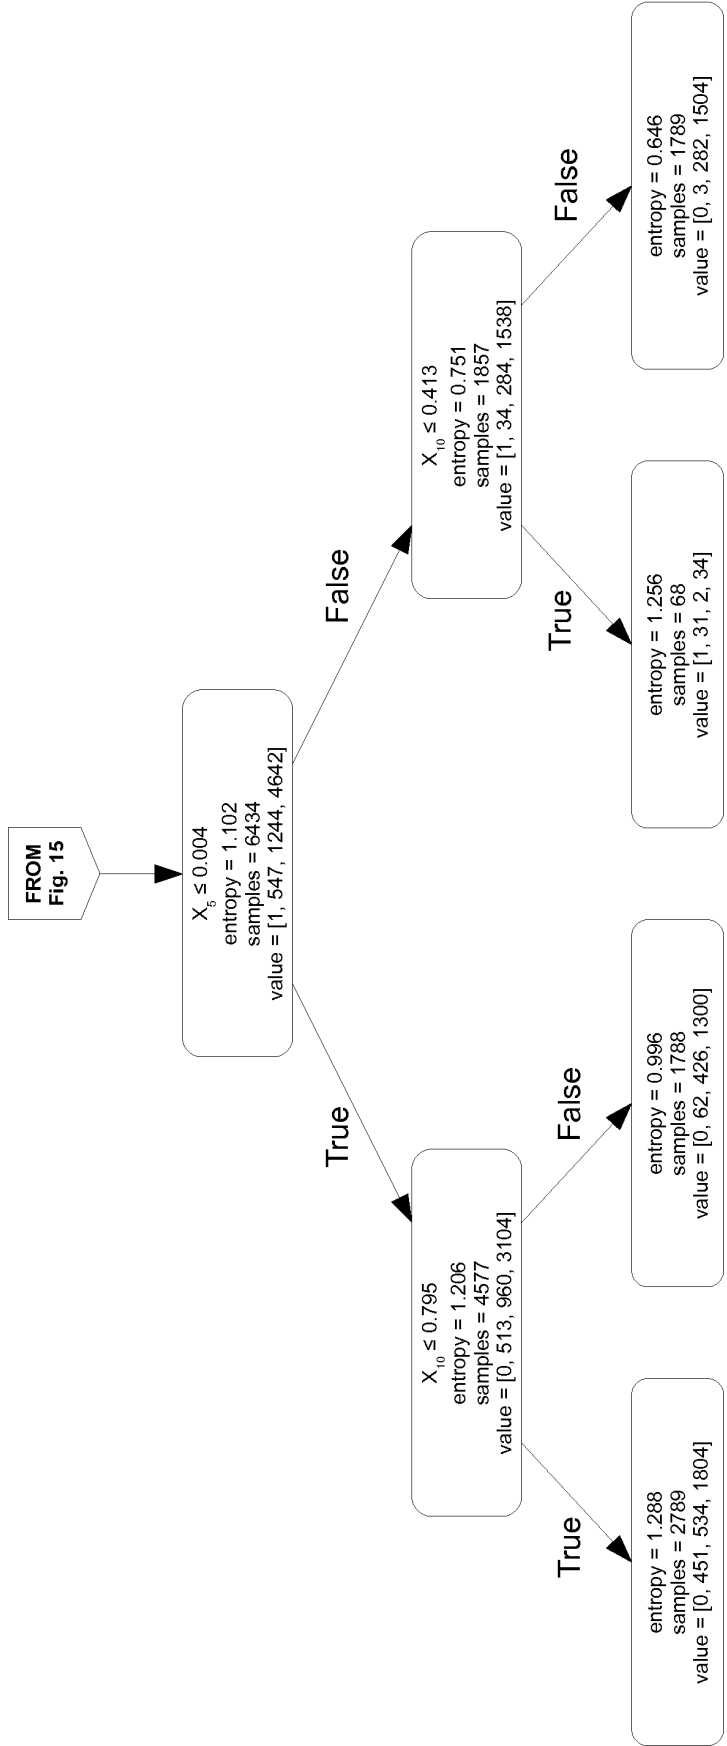 FROM
Fig. 15
X5 ≤ 0.004
entropy = 1.102
samples = 6434
value = [1, 547, 1244, 4642]
True
False
X10 ≤ 0.795
entropy = 1.206
samples = 4577
value = [0, 513, 960, 3104]
X10 ≤ 0.413
entropy = 0.751
samples = 1857
value = [1, 34, 284, 1538]
True
False
True
False
entropy = 1.288
samples = 2789
value = [0, 451, 534, 1804]
entropy = 0.996
samples = 1788
value = [0, 62, 426, 1300]
entropy = 1.256
samples = 68
value = [1, 31, 2, 34]
entropy = 0.646
samples = 1789
value = [0, 3, 282, 1504]